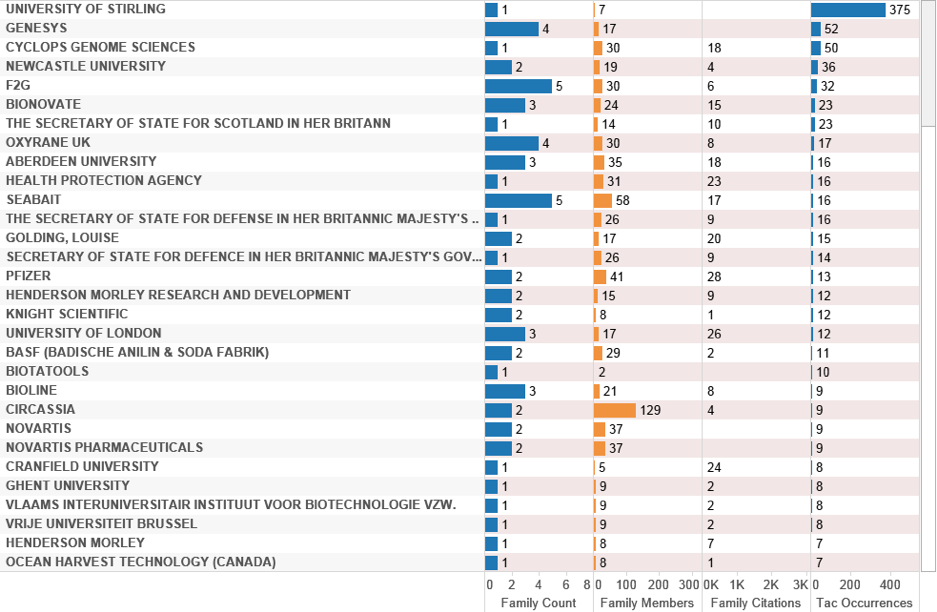 UNIVERSITY OF STIRLING 1 7 375
GENESYS 4 17 52
CYCLOPS GENOME SCIENCES 1 30 18 50
NEWCASTLE UNIVERSITY 2 19 4 36
F2G 5 30 6 32
BIONOVATE 3 24 15 23
THE SECRETARY OF STATE FOR SCOTLAND IN HER BRITANN 1 14 10 23
OXYRANE UK 4 30 8 17
ABERDEEN UNIVERSITY 3 35 18 16
HEALTH PROTECTION AGENCY 1 31 23 16
SEABAIT 5 58 17 16
THE SECRETARY OF STATE FOR DEFENSE IN HER BRITANNIC MAJESTY'S .. 1 26 9 16
GOLDING, LOUISE 2 17 20 15
SECRETARY OF STATE FOR DEFENCE IN HER BRITANNIC MAJESTY'S GOV... 1 26 9 14
PFIZER 2 41 28 13
HENDERSON MORLEY RESEARCH AND DEVELOPMENT 2 15 9 12
KNIGHT SCIENTIFIC 2 8 1 12
UNIVERSITY OF LONDON 3 17 26 12
BASF (BADISCHE ANILIN & SODA FABRIK) 2 29 2 11
BIOTATOOLS 1 2 10
BIOLINE 3 21 8 9
CIRCASSIA 2 129 4 9
NOVARTIS 2 37 9
NOVARTIS PHARMACEUTICALS 2 37 9
CRANFIELD UNIVERSITY 1 5 24 8
GHENT UNIVERSITY 1 9 2 8
VLAAMS INTERUNIVERSITAIR INSTITUUT VOOR BIOTECHNOLOGIE VZW. 1 9 2 8
VRIJE UNIVERSITEIT BRUSSEL 1 9 2 8
HENDERSON MORLEY 1 8 7 7
OCEAN HARVEST TECHNOLOGY (CANADA) 1 8 1 7
0 2 4 6 8 0 100 200 300 0K 1K 2K 3K 0 200 400
Family Count Family Members Family Citations Tac Occurrences